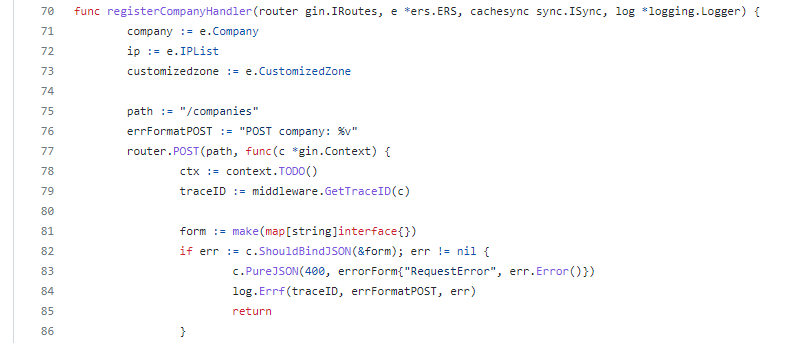 70 func registerCompanyHandler(router gin.IRoutes, e *ers.ERS, cachesync sync.ISync, log *logging.Logger) {
71 company := e.Company
72 ip := e.IPList
73 customizedzone := e.CustomizedZone
74
75 path := "/companies"
76 errFormatPOST := "POST company: %v"
77 router.POST(path, func(c *gin.Context) {
78 ctx := context.TODO()
79 traceID := middleware.GetTraceID(c)
80
81 form := make(map[string]interface{})
82 if err := c.ShouldBindJSON(&form); err != nil {
83 c.PureJSON(400, errorForm{"RequestError", err.Error()})
84 log.Errf(traceID, errFormatPOST, err)
85 return
86 }